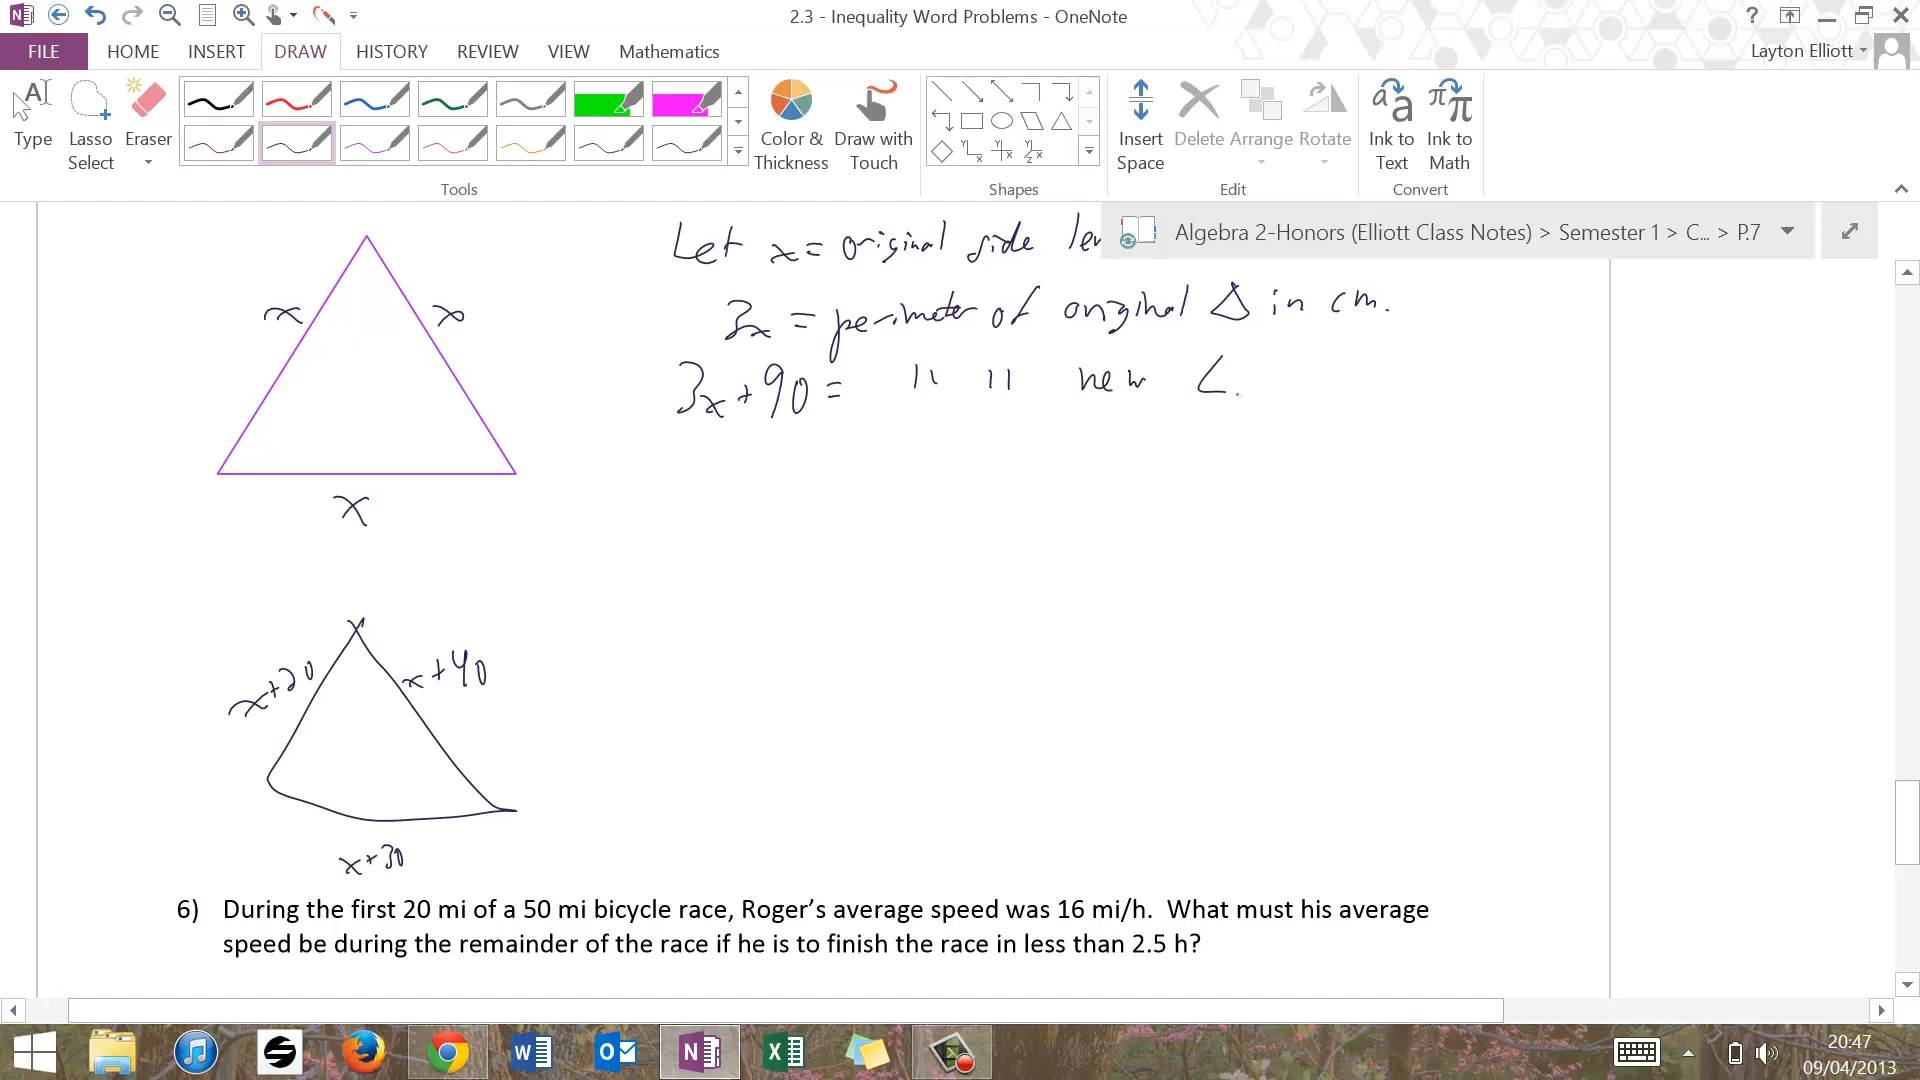 2.3 - Inequality Word Problems - OneNote
FILE HOME INSERT DRAW HISTORY REVIEW VIEW Mathematics
Layton Elliott
Type
Lasso Select
Eraser
Color & Thickness
Draw with Touch
Insert Space
Delete
Arrange
Rotate
Ink to Text
Ink to Math
Tools Shapes Edit Convert
Algebra 2-Honors (Elliott Class Notes) > Semester 1 > C... > P.7
Let x = original side len
3x = perimeter of original Δ in cm.
3x + 90 = " " new
x x
x
x+20 x+40
x+30
6) During the first 20 mi of a 50 mi bicycle race, Roger's average speed was 16 mi/h. What must his average
speed be during the remainder of the race if he is to finish the race in less than 2.5 h?
20:47
09/04/2013